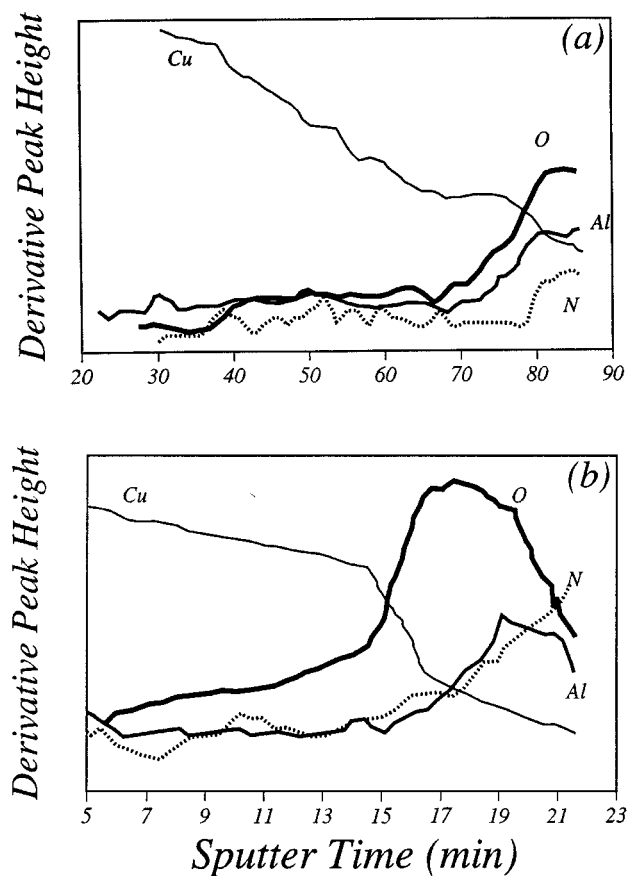 (a)
Cu
O
Al
N
Derivative Peak Height
20 30 40 50 60 70 80 90
(b)
Cu
O
N
Al
Derivative Peak Height
5 7 9 11 13 15 17 19 21 23
Sputter Time (min)